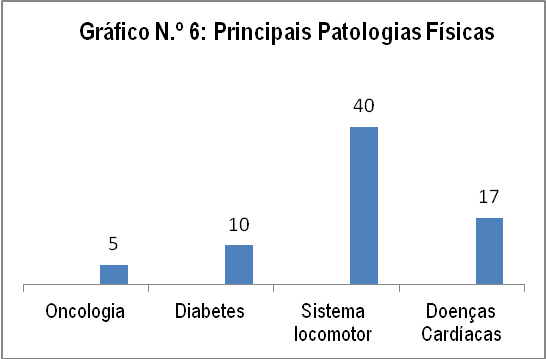 Gráfico N.º 6: Principais Patologias Físicas
40
17
10
5
Oncologia
Diabetes
Sistema
locomotor
Doenças
Cardíacas